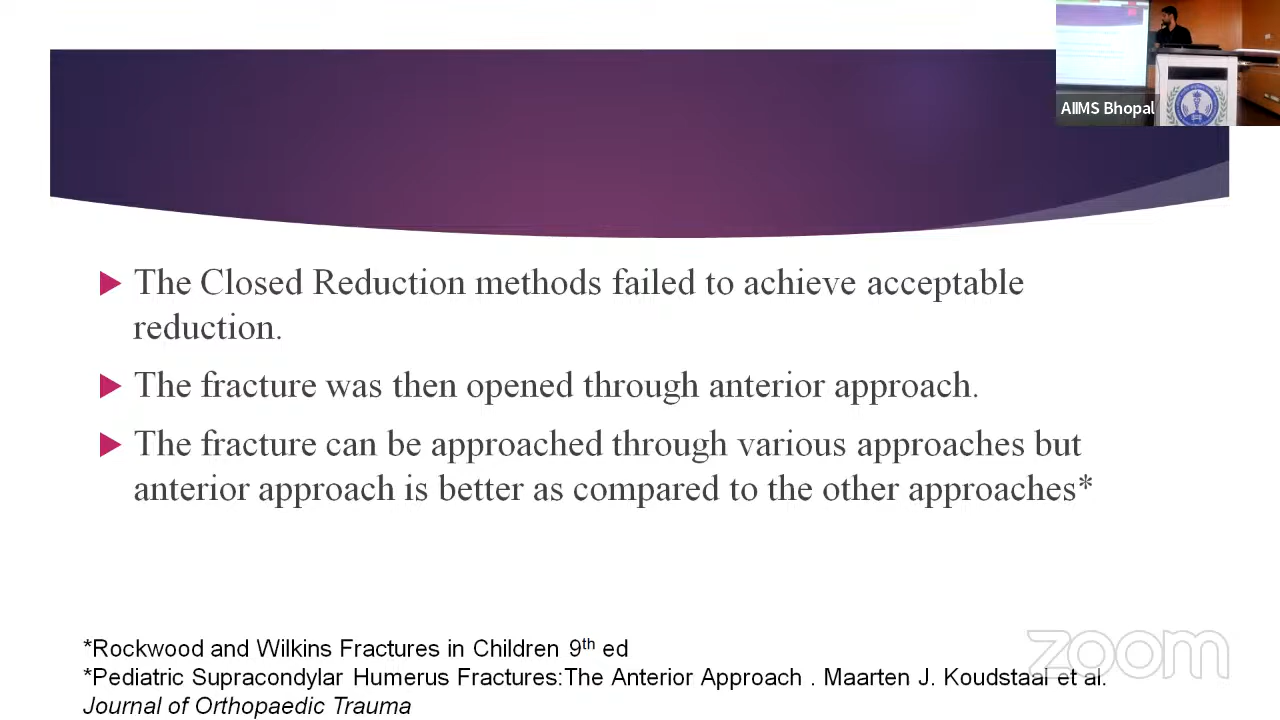 AIIMS Bhopal
The Closed Reduction methods failed to achieve acceptable
reduction.
The fracture was then opened through anterior approach.
The fracture can be approached through various approaches but
anterior approach is better as compared to the other approaches*
*Rockwood and Wilkins Fractures in Children 9th ed
*Pediatric Supracondylar Humerus Fractures:The Anterior Approach . Maarten J. Koudstaal et al.
Journal of Orthopaedic Trauma
zoom